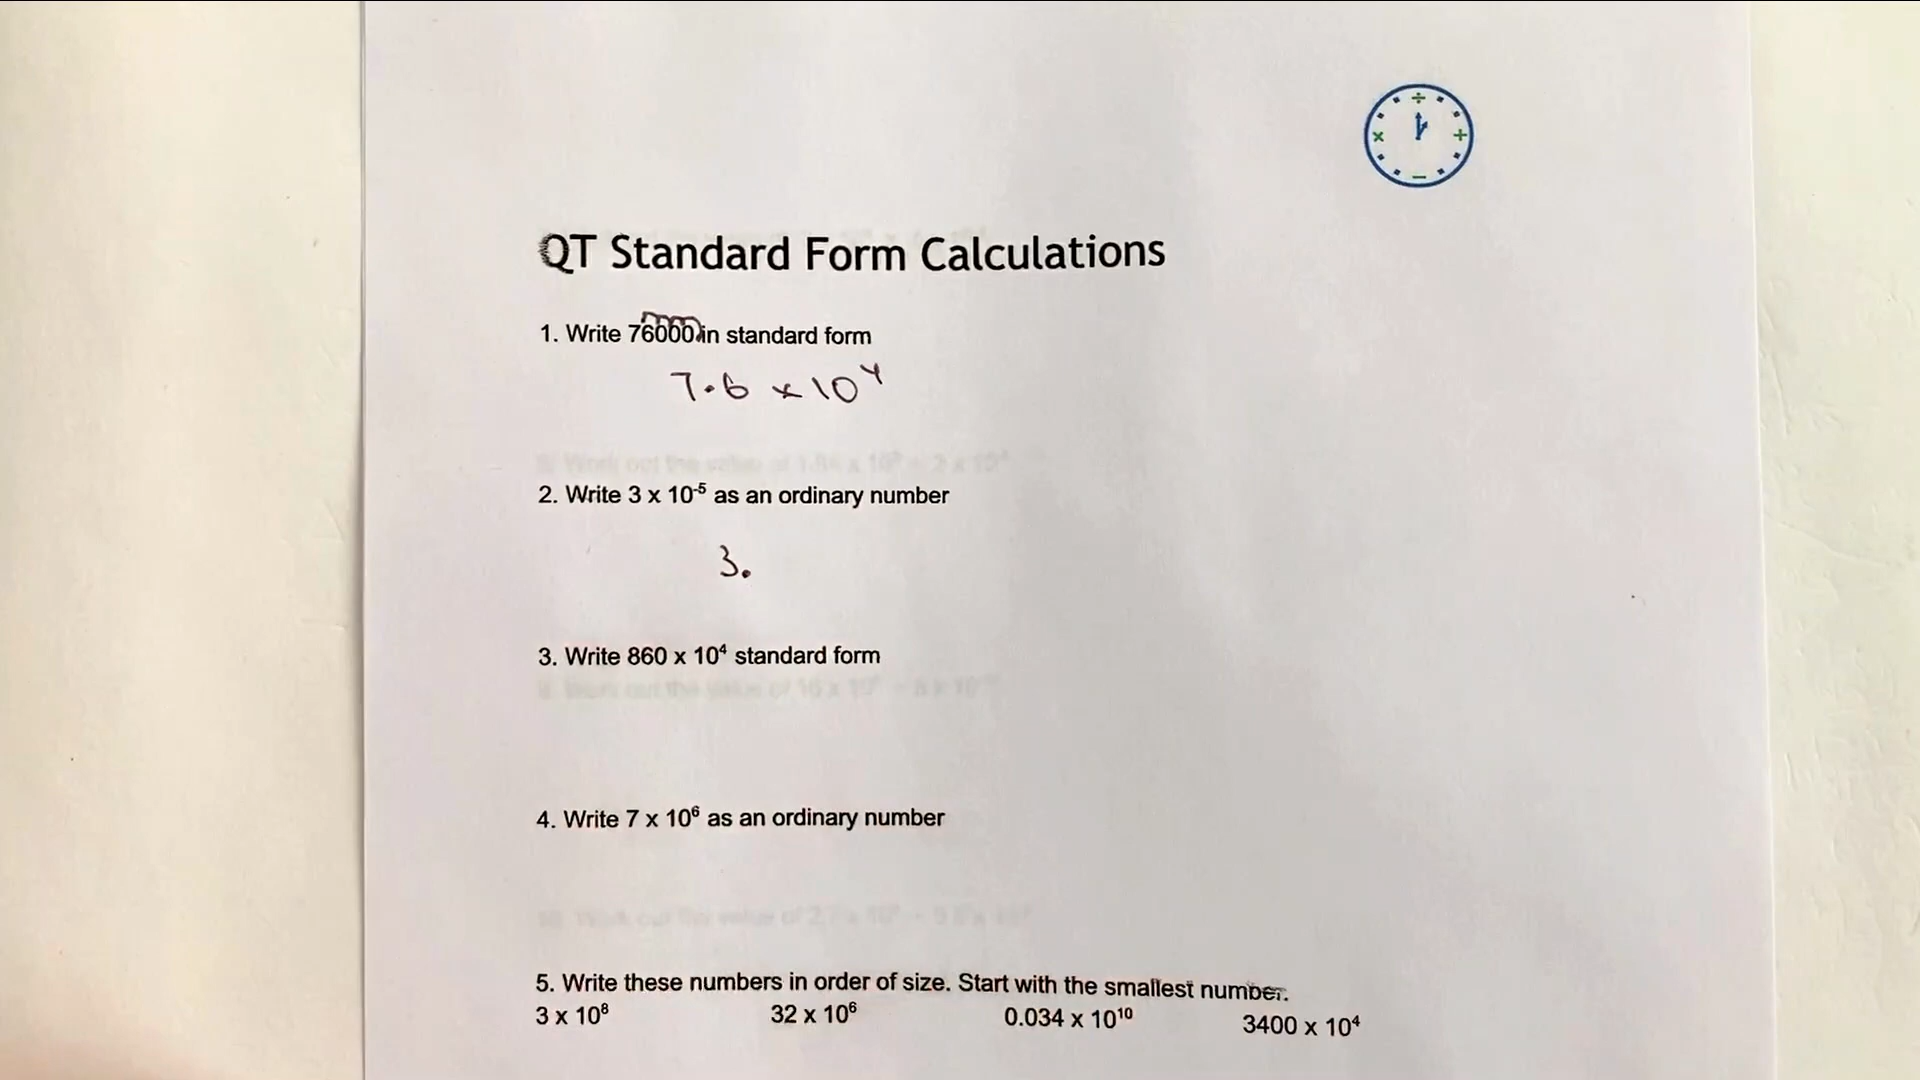 QT Standard Form Calculations
1. Write 76000 in standard form
7.6 x 10⁴
2. Write 3 x 10⁻⁵ as an ordinary number
3.
3. Write 860 x 10⁴ standard form
4. Write 7 x 10⁶ as an ordinary number
5. Write these numbers in order of size. Start with the smallest number.
3 x 10⁸ 32 x 10⁶ 0.034 x 10¹⁰ 3400 x 10⁴